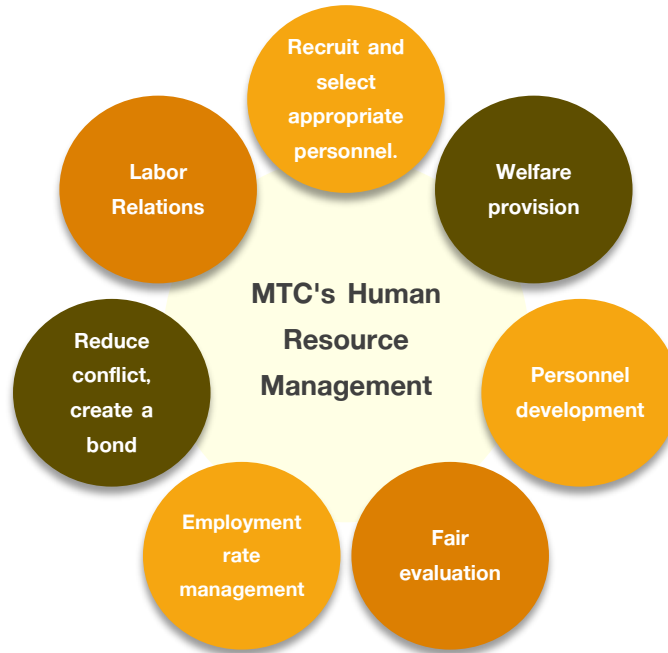 Recruit and
select
appropriate
personnel.
Welfare
provision
Personnel
development
Fair
evaluation
Employment
rate
management
Reduce
conflict,
create a
bond
Labor
Relations
MTC's Human
Resource
Management